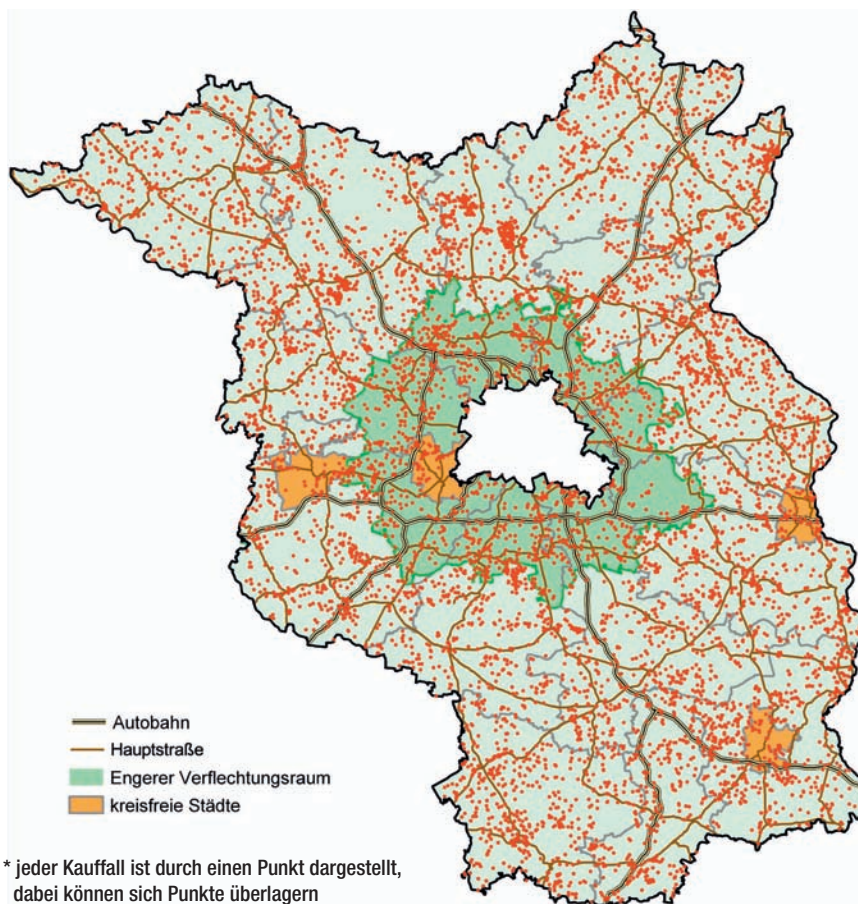 Autobahn
Hauptstraße
Engerer Verflechtungsraum
kreisfreie Städte
* jeder Kauffall ist durch einen Punkt dargestellt,
dabei können sich Punkte überlagern